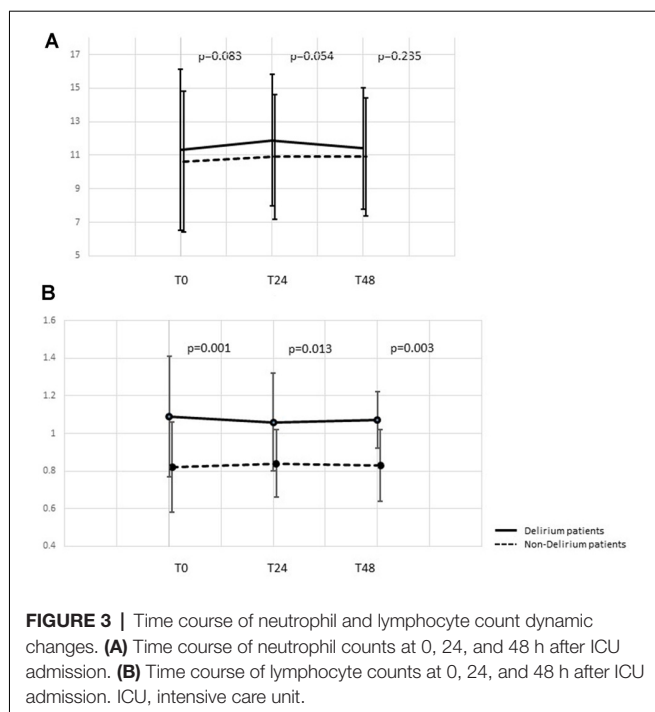 A
17
p=0.083 p=0.054 p=0.235
15
13
11
9
7
5
T0 T24 T48
B
1.6
p=0.001 p=0.013 p=0.003
1.4
1.2
1
0.8
0.6
0.4
Delirium patients
Non-Delirium patients
T0 T24 T48
FIGURE 3 | Time course of neutrophil and lymphocyte count dynamic
changes. (A) Time course of neutrophil counts at 0, 24, and 48 h after ICU
admission. (B) Time course of lymphocyte counts at 0, 24, and 48 h after ICU
admission. ICU, intensive care unit.